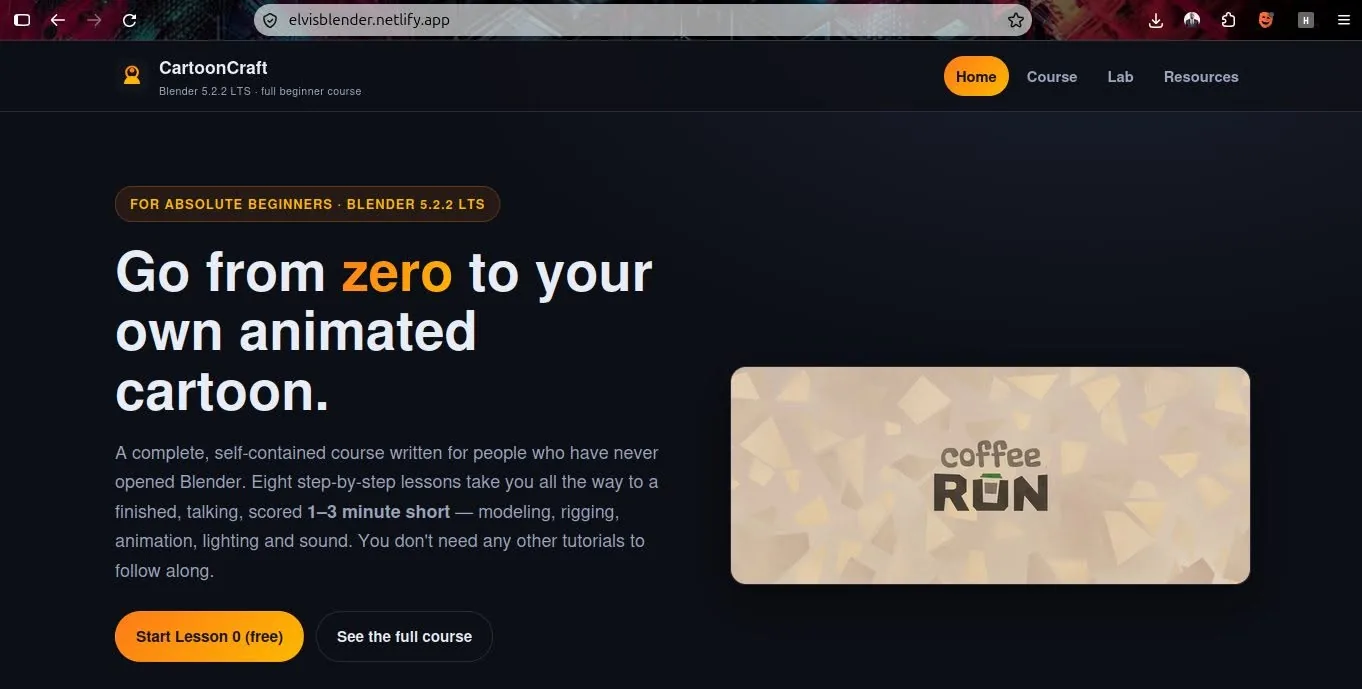 elvisblender.netlify.app
H
CartoonCraft
Blender 5.2.2 LTS · full beginner course
Home
Course
Lab
Resources
FOR ABSOLUTE BEGINNERS · BLENDER 5.2.2 LTS
Go from zero to your
own animated
cartoon.
A complete, self-contained course written for people who have never
opened Blender. Eight step-by-step lessons take you all the way to a
finished, talking, scored 1–3 minute short — modeling, rigging,
animation, lighting and sound. You don't need any other tutorials to
follow along.
Start Lesson 0 (free)
See the full course
coffee
RUN